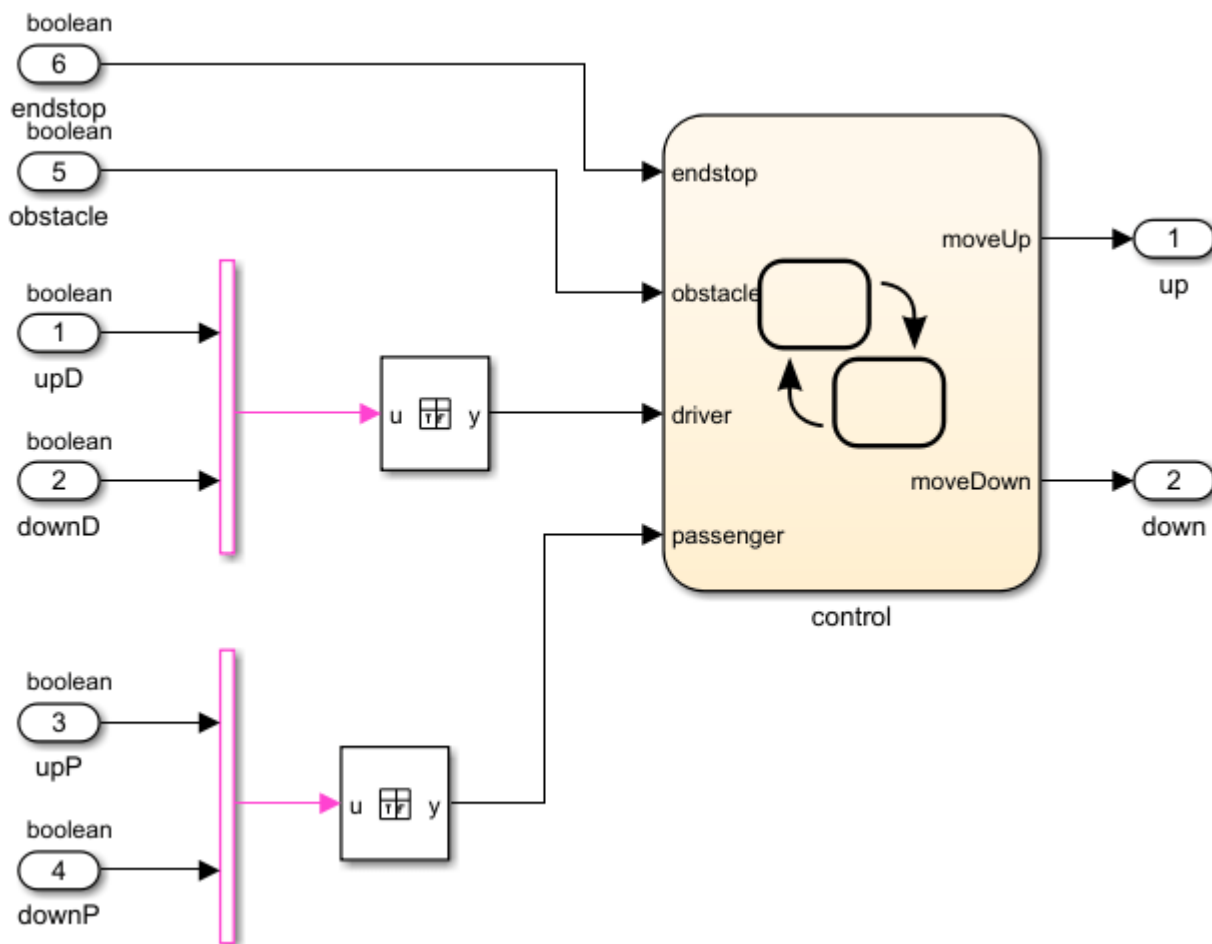 boolean
6
endstop
boolean
5
obstacle
boolean
1
upD
boolean
2
downD
u y
boolean
3
upP
boolean
4
downP
u T F y
endstop
obstacle
driver
passenger
moveUp
moveDown
control
1
up
2
down